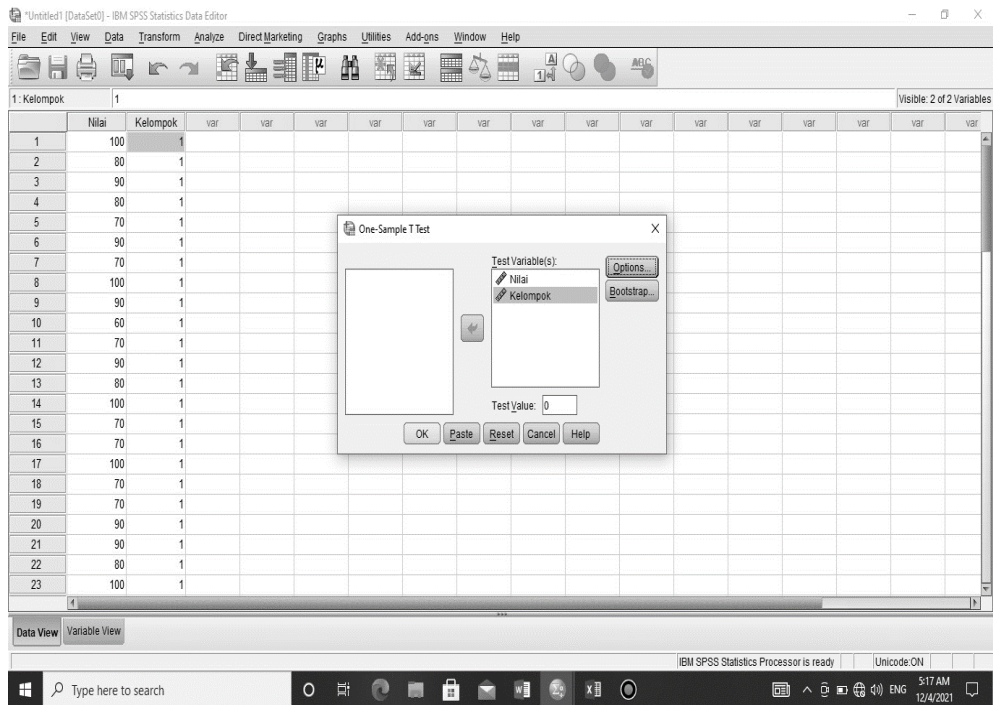 *Untitled1 [DataSet0] - IBM SPSS Statistics Data Editor
File Edit View Data Transform Analyze Direct Marketing Graphs Utilities Add-ons Window Help
1 : Kelompok 1 Visible: 2 of 2 Variables
Nilai Kelompok var var var var var var var var var var var var var var var
1 100 1
2 80 1
3 90 1
4 80 1
5 70 1
6 90 1
7 70 1
8 100 1
9 90 1
10 60 1
11 70 1
12 90 1
13 80 1
14 100 1
15 70 1
16 70 1
17 100 1
18 70 1
19 70 1
20 90 1
21 90 1
22 80 1
23 100 1
One-Sample T Test
Test Variable(s):
Nilai
Kelompok
Options...
Bootstrap...
Test Value: 0
OK Paste Reset Cancel Help
Data View Variable View
IBM SPSS Statistics Processor is ready Unicode:ON
Type here to search
ENG
5:17 AM
12/4/2021